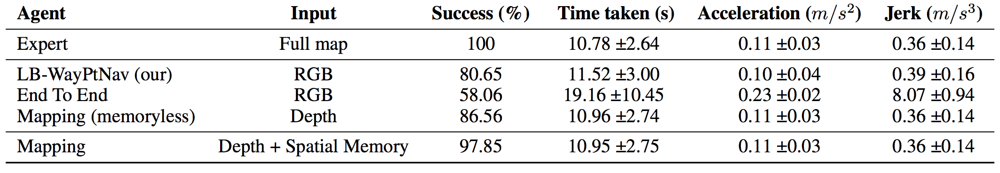 Agent Input Success (%) Time taken (s) Acceleration (m/s²) Jerk (m/s³)
Expert Full map 100 10.78 ±2.64 0.11 ±0.03 0.36 ±0.14
LB-WayPtNav (our) RGB 80.65 11.52 ±3.00 0.10 ±0.04 0.39 ±0.16
End To End RGB 58.06 19.16 ±10.45 0.23 ±0.02 8.07 ±0.94
Mapping (memoryless) Depth 86.56 10.96 ±2.74 0.11 ±0.03 0.36 ±0.14
Mapping Depth + Spatial Memory 97.85 10.95 ±2.75 0.11 ±0.03 0.36 ±0.14